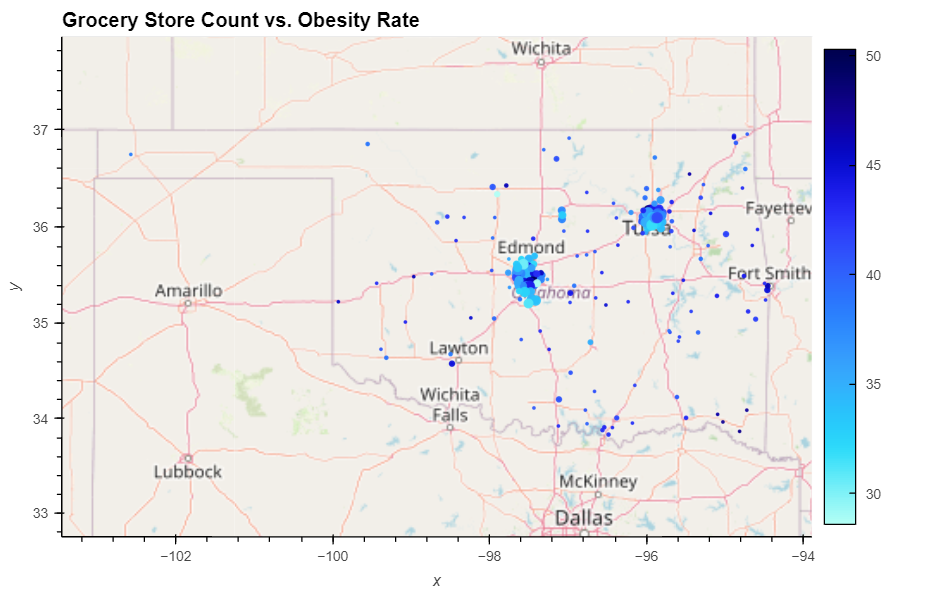 Grocery Store Count vs. Obesity Rate
Wichita
50
37
45
36
Tulsa
Fayettev
Edmond
40
Fort Smith
Oklahoma
y
Amarillo
35
Lawton
35
Wichita
Falls
34
Lubbock
McKinney
30
33
Dallas
−102
−100
−98
−96
−94
x